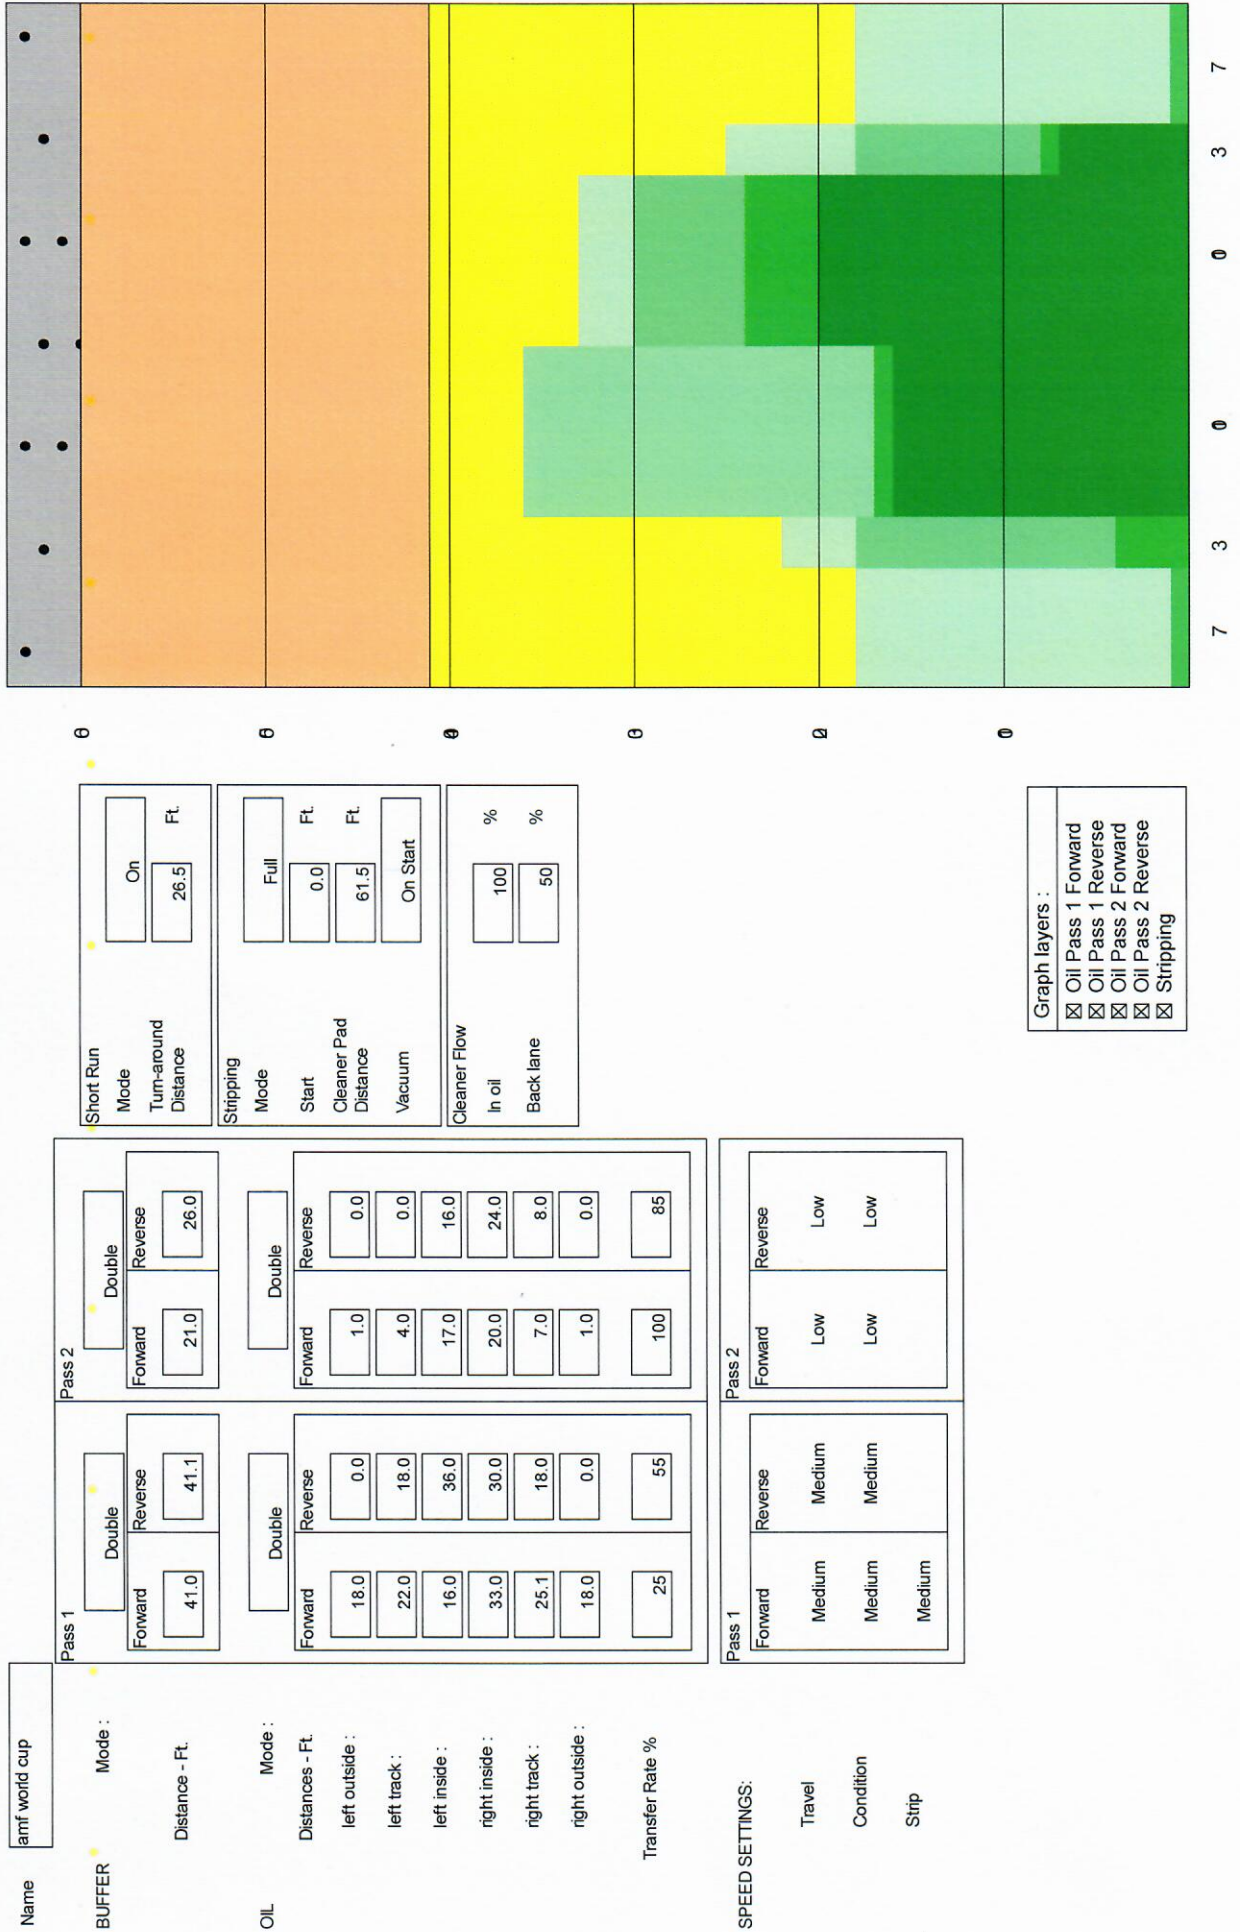 Name amf world cup
Pass 1 Pass 2
BUFFER Mode : Double Double
Forward Reverse Forward Reverse
Distance - Ft. 41.0 41.1 21.0 26.0
OIL Mode : Double Double
Distances - Ft. Forward Reverse Forward Reverse
left outside : 18.0 0.0 1.0 0.0
left track : 22.0 18.0 4.0 0.0
left inside : 16.0 36.0 17.0 16.0
right inside : 33.0 30.0 20.0 24.0
right track : 25.1 18.0 7.0 8.0
right outside : 18.0 0.0 1.0 0.0
Transfer Rate % 25 55 100 85
SPEED SETTINGS:
Pass 1 Pass 2
Forward Reverse Forward Reverse
Travel Medium Medium Low Low
Condition Medium Medium Low Low
Strip Medium
Short Run
Mode On
Turn-around
Distance 26.5 Ft.
Stripping
Mode Full
Start 0.0 Ft.
Cleaner Pad
Distance 61.5 Ft.
Vacuum On Start
Cleaner Flow
In oil 100 %
Back lane 50 %
Graph layers :
☒ Oil Pass 1 Forward
☒ Oil Pass 1 Reverse
☒ Oil Pass 2 Forward
☒ Oil Pass 2 Reverse
☒ Stripping
7 3 0 0 3 7